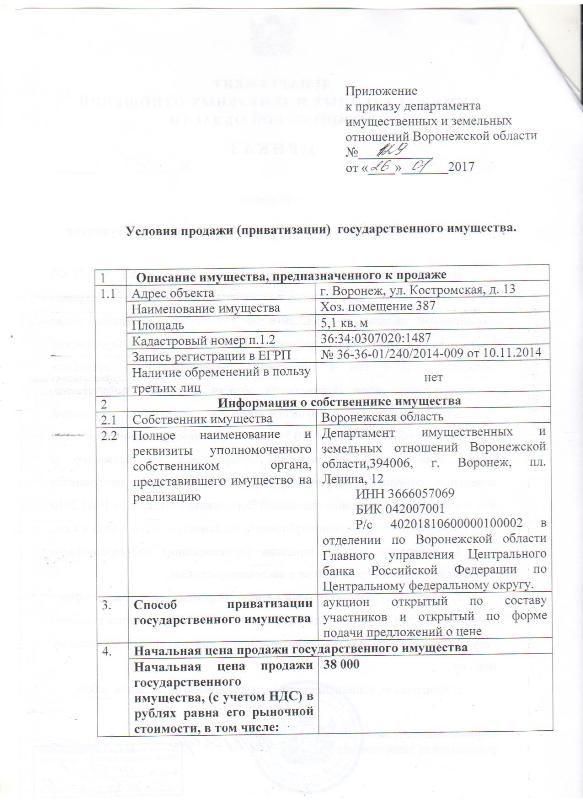 Приложение
к приказу департамента
имущественных и земельных
отношений Воронежской области
№ 129
от « 26 » 01 2017
Условия продажи (приватизации) государственного имущества.
1 Описание имущества, предназначенного к продаже
1.1 Адрес объекта г. Воронеж, ул. Костромская, д. 13
Наименование имущества Хоз. помещение 387
Площадь 5,1 кв. м
Кадастровый номер п.1.2 36:34:0307020:1487
Запись регистрации в ЕГРП № 36-36-01/240/2014-009 от 10.11.2014
Наличие обременений в пользу
третьих лиц нет
2 Информация о собственнике имущества
2.1 Собственник имущества Воронежская область
2.2 Полное наименование и
реквизиты уполномоченного
собственником органа,
представившего имущество на
реализацию
Департамент имущественных и
земельных отношений Воронежской
области,394006, г. Воронеж, пл.
Ленина, 12
ИНН 3666057069
БИК 042007001
Р/с 40201810600000100002 в
отделении по Воронежской области
Главного управления Центрального
банка Российской Федерации по
Центральному федеральному округу.
3. Способ приватизации
государственного имущества
аукцион открытый по составу
участников и открытый по форме
подачи предложений о цене
4. Начальная цена продажи государственного имущества
Начальная цена продажи
государственного
имущества, (с учетом НДС) в
рублях равна его рыночной
стоимости, в том числе:
38 000